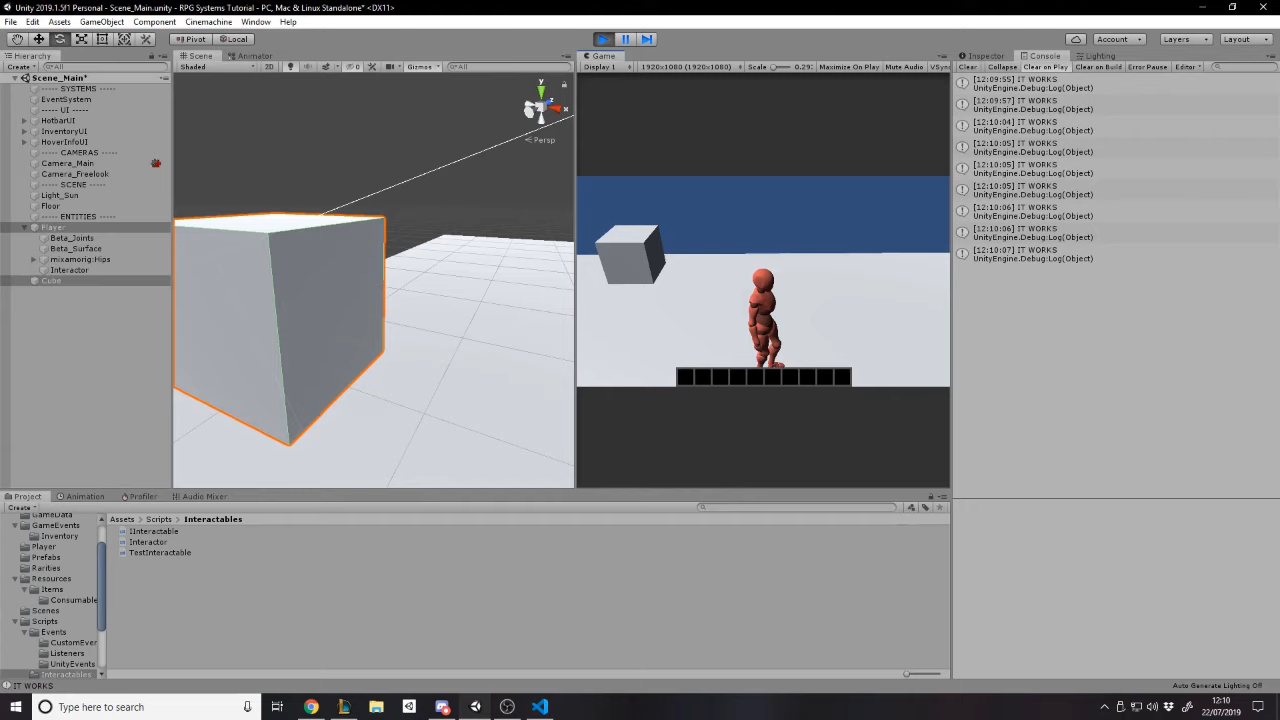 Unity 2019.1.5f1 Personal - Scene_Main.unity - RPG Systems Tutorial - PC, Mac & Linux Standalone* <DX11>
File Edit Assets GameObject Component Cinemachine Window Help
Pivot Local Account Layers Layout
Hierarchy Scene Animator Game Inspector Console Lighting
Create All Shaded 2D 0 Gizmos All Display 1 1920x1080 (1920x1080) Scale 0.29 Maximize On Play Mute Audio VSyn Clear Collapse Clear on Play Clear on Build Error Pause Editor
Scene_Main*
----- SYSTEMS -----
EventSystem
----- UI -----
HotbarUI
InventoryUI
HoverInfoUI
----- CAMERAS -----
Camera_Main
Camera_Freelook
----- SCENE -----
Light_Sun
Floor
----- ENTITIES -----
Player
Beta_Joints
Beta_Surface
mixamorig:Hips
Interactor
Cube
y
x
z
Persp
[12:09:55] IT WORKS
UnityEngine.Debug:Log(Object)
[12:09:57] IT WORKS
UnityEngine.Debug:Log(Object)
[12:10:04] IT WORKS
UnityEngine.Debug:Log(Object)
[12:10:05] IT WORKS
UnityEngine.Debug:Log(Object)
[12:10:05] IT WORKS
UnityEngine.Debug:Log(Object)
[12:10:05] IT WORKS
UnityEngine.Debug:Log(Object)
[12:10:06] IT WORKS
UnityEngine.Debug:Log(Object)
[12:10:06] IT WORKS
UnityEngine.Debug:Log(Object)
[12:10:07] IT WORKS
UnityEngine.Debug:Log(Object)
Project Animation Profiler Audio Mixer
Create
GameData
GameEvents
Inventory
Player
Prefabs
Rarities
Resources
Items
Consumable
Scenes
Scripts
Events
CustomEver
Listeners
UnityEvents
Interactables
Assets Scripts Interactables
IInteractable
Interactor
TestInteractable
IT WORKS
Auto Generate Lighting Off
Type here to search
12:10
22/07/2019